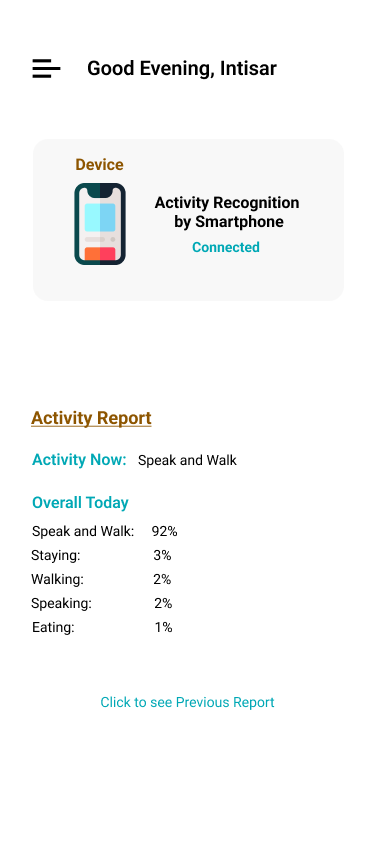 Good Evening, Intisar
Device
Activity Recognition
by Smartphone
Connected
Activity Report
Activity Now: Speak and Walk
Overall Today
Speak and Walk: 92%
Staying: 3%
Walking: 2%
Speaking: 2%
Eating: 1%
Click to see Previous Report